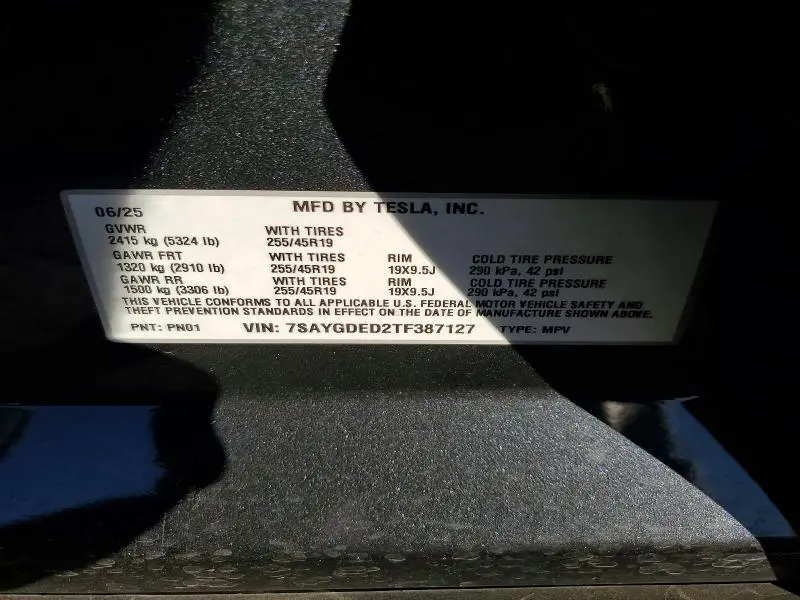 06/25 MFD BY TESLA, INC.
GVWR WITH TIRES
2415 kg (5324 lb) 255/45R19
GAWR FRT WITH TIRES RIM COLD TIRE PRESSURE
1320 kg (2910 lb) 255/45R19 19X9.5J 290 kPa, 42 psi
GAWR RR WITH TIRES RIM COLD TIRE PRESSURE
1500 kg (3306 lb) 255/45R19 19X9.5J 290 kPa, 42 psi
THIS VEHICLE CONFORMS TO ALL APPLICABLE U.S. FEDERAL MOTOR VEHICLE SAFETY AND
THEFT PREVENTION STANDARDS IN EFFECT ON THE DATE OF MANUFACTURE SHOWN ABOVE.
PNT: PN01 VIN: 7SAYGDED2TF387127 TYPE: MPV